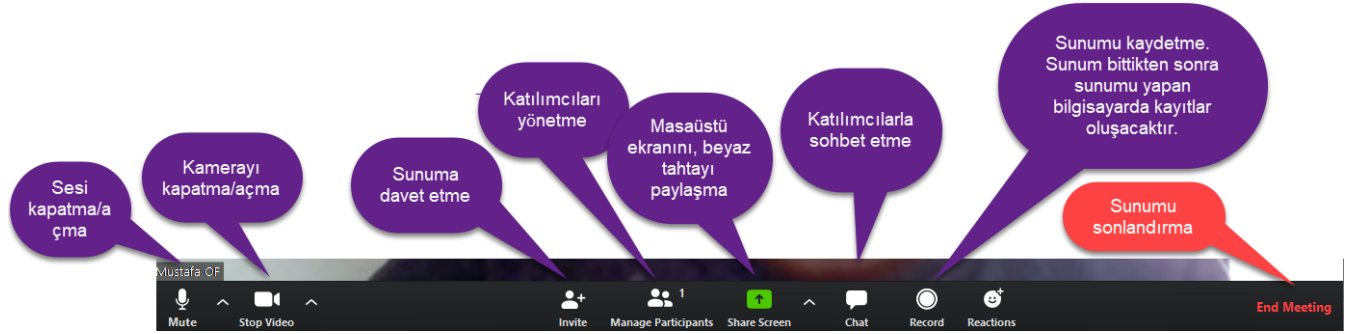 Sesi
kapatma/a
çma
Kamerayı
kapatma/açma
Sunuma
davet etme
Katılımcıları
yönetme
Masaüstü
ekranını, beyaz
tahtayı
paylaşma
Katılımcılarla
sohbet etme
Sunumu kaydetme.
Sunum bittikten sonra
sunumu yapan
bilgisayarda kayıtlar
oluşacaktır.
Sunumu
sonlandırma
Mustafa OF
Mute
Stop Video
Invite
1
Manage Participants
Share Screen
Chat
Record
Reactions
End Meeting